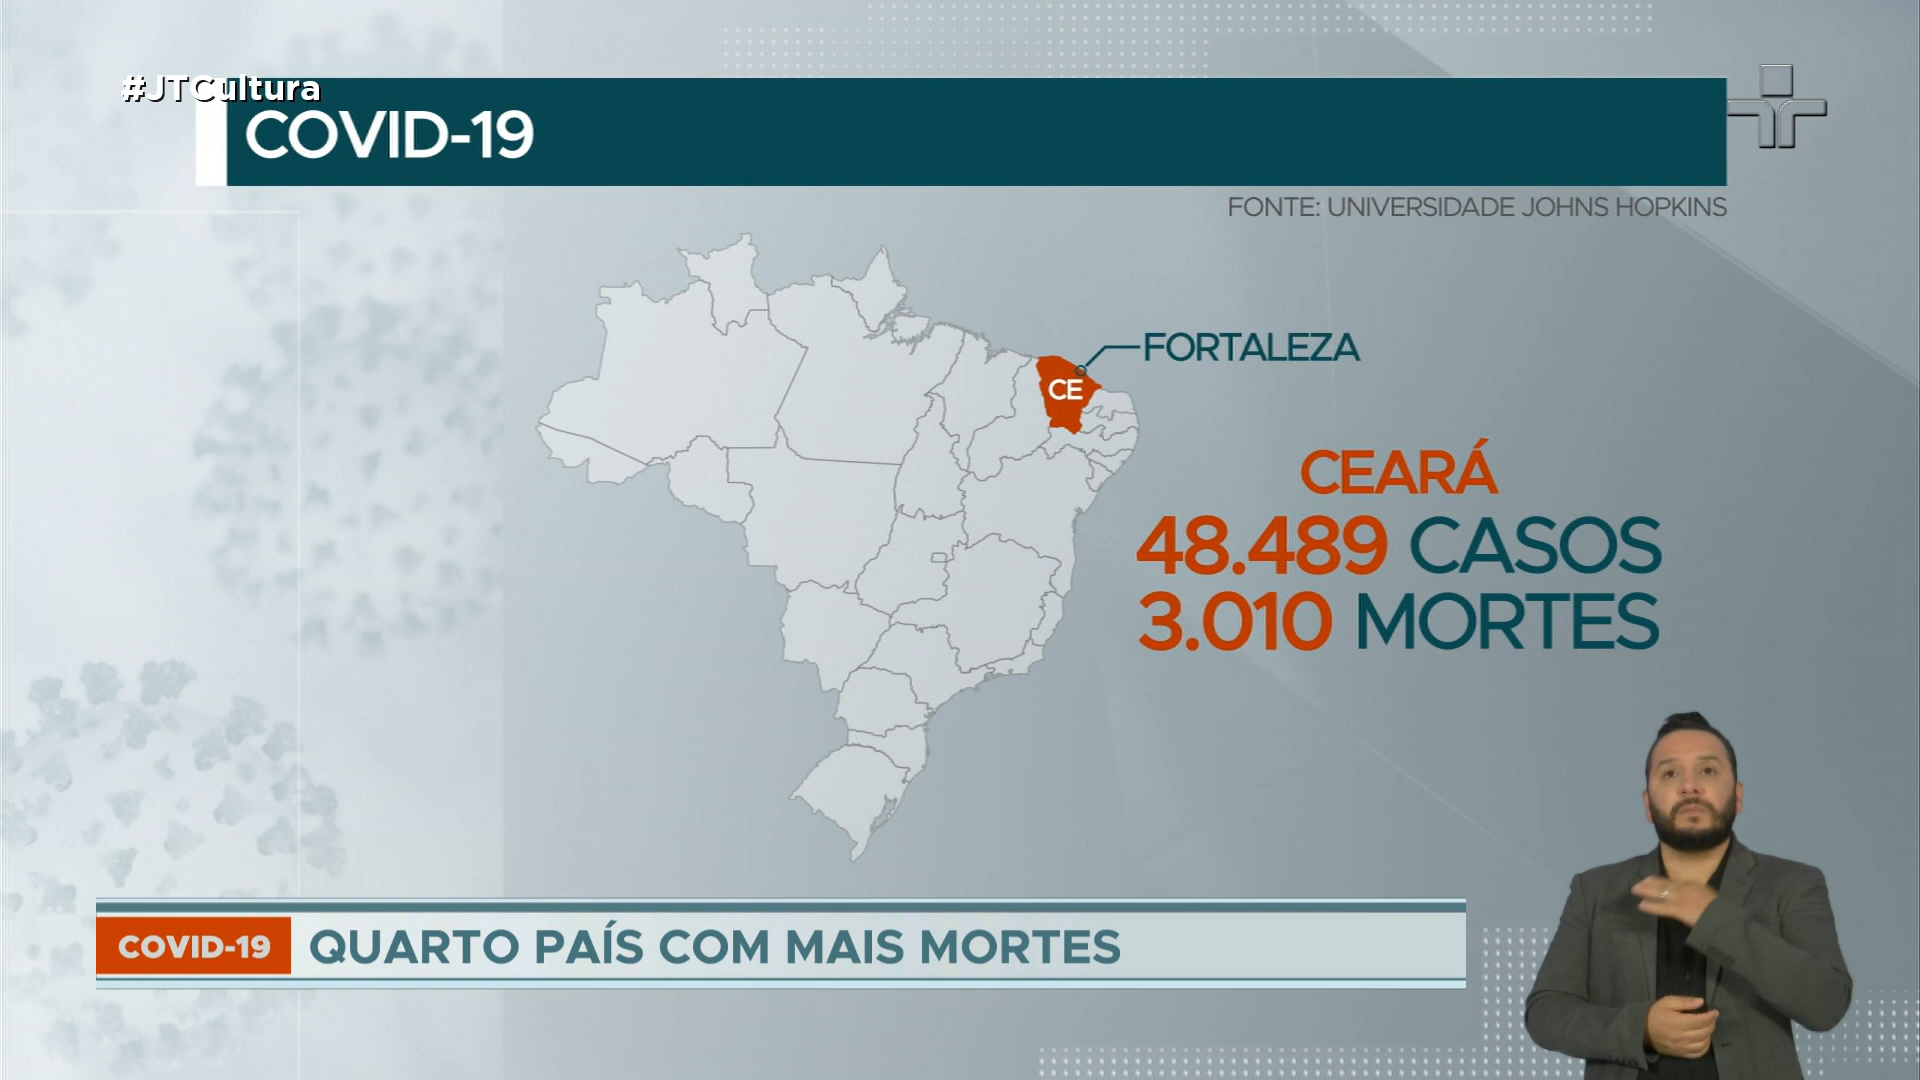 #JTCultura
COVID-19
FONTE: UNIVERSIDADE JOHNS HOPKINS
FORTALEZA
CE
CEARÁ
48.489 CASOS
3.010 MORTES
COVID-19 QUARTO PAÍS COM MAIS MORTES